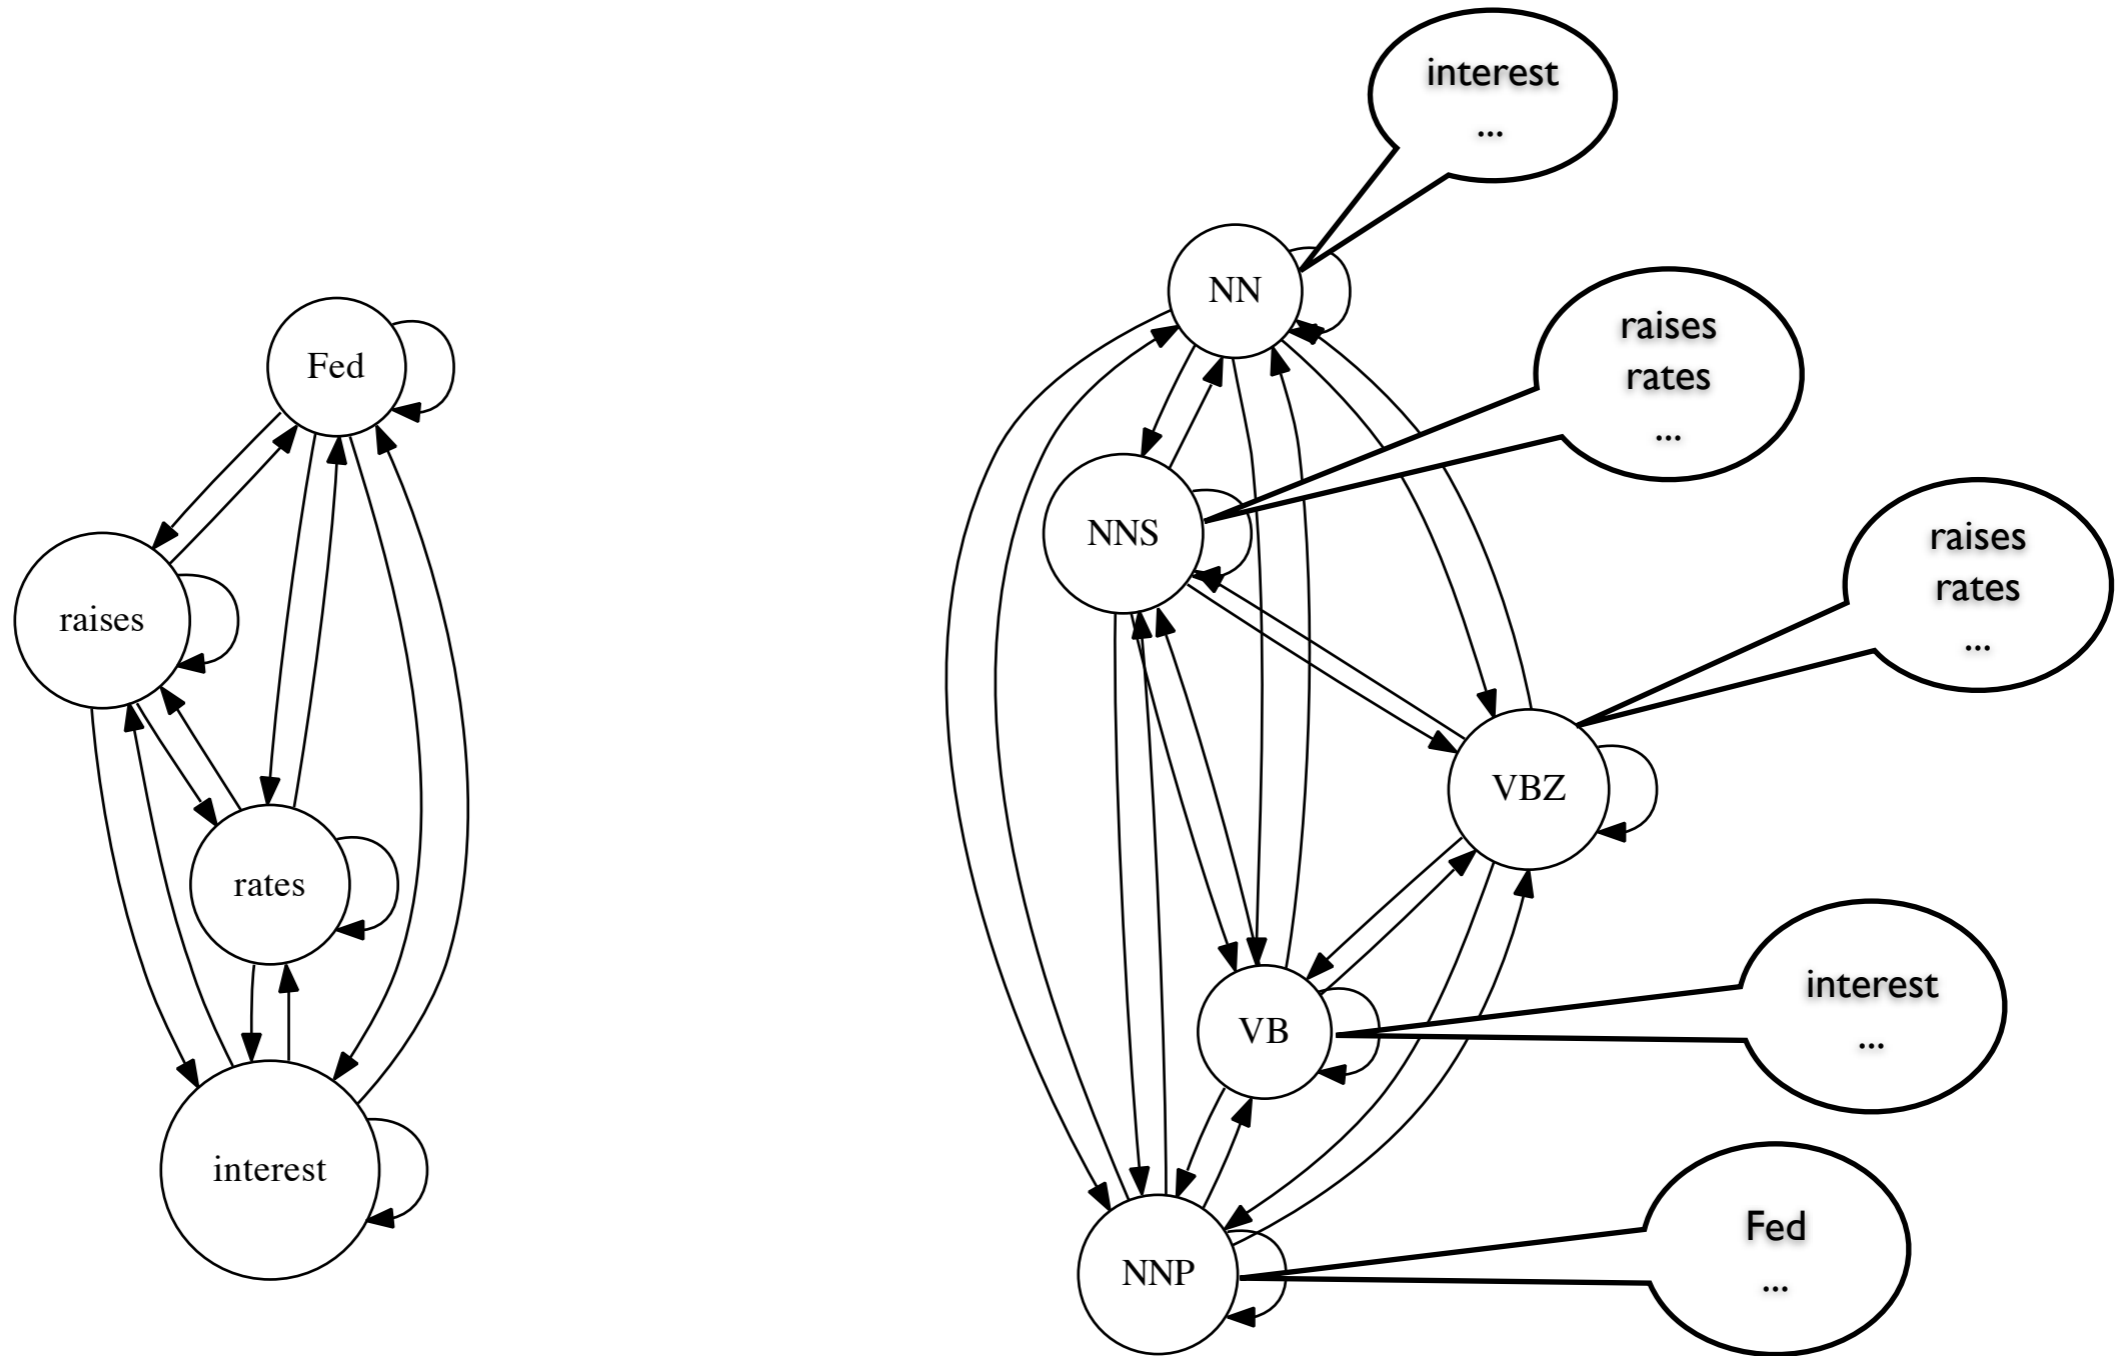 Fed
raises
rates
interest
NN
NNS
VBZ
VB
NNP
interest
...
raises
rates
...
raises
rates
...
interest
...
Fed
...